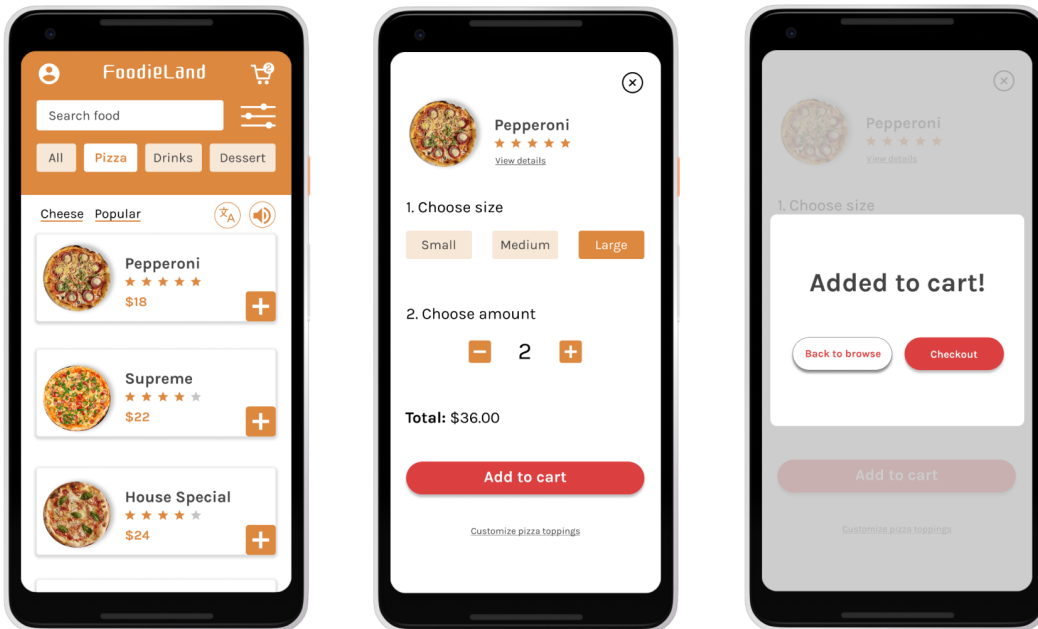 FoodieLand
2
Search food
All Pizza Drinks Dessert
Cheese Popular
文A
Pepperoni
$18
Supreme
$22
House Special
$24
Pepperoni
View details
1. Choose size
Small Medium Large
2. Choose amount
2
Total: $36.00
Add to cart
Customize pizza toppings
Pepperoni
View details
1. Choose size
Added to cart!
Back to browse Checkout
Add to cart
Customize pizza toppings